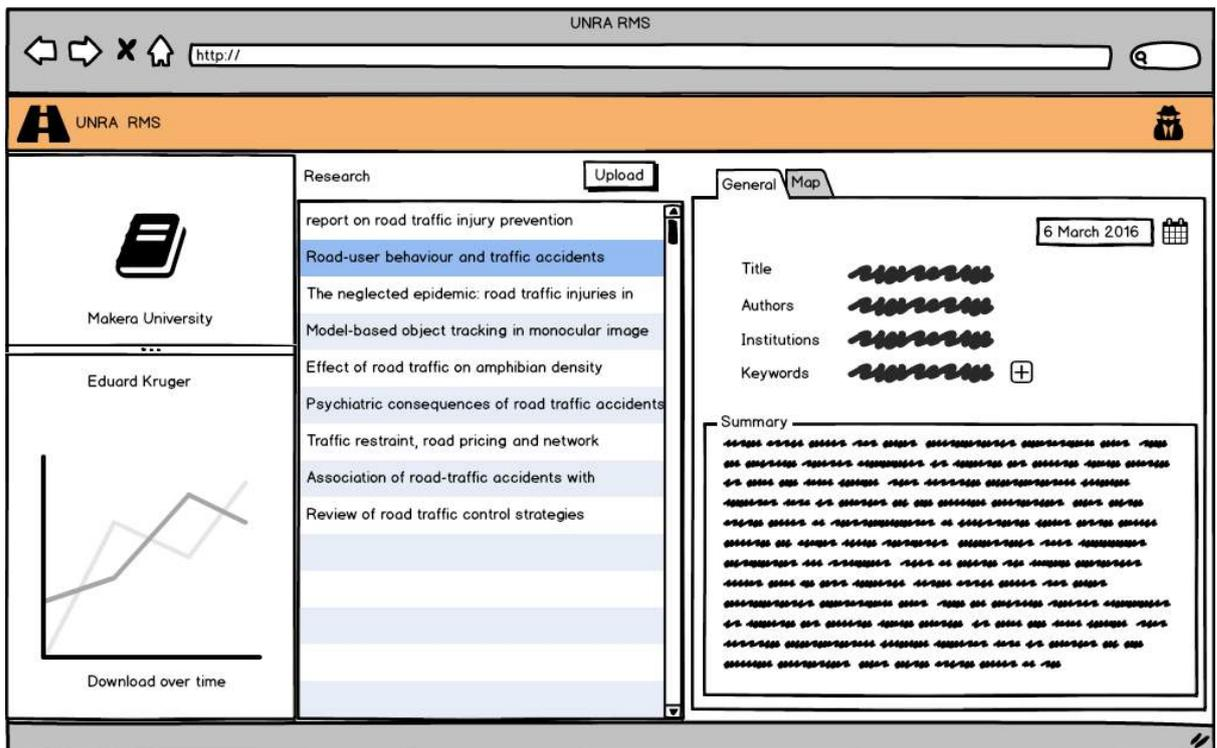 UNRA RMS
http://
UNRA RMS
Makera University
Eduard Kruger
Download over time
Research
Upload
report on road traffic injury prevention
Road-user behaviour and traffic accidents
The neglected epidemic: road traffic injuries in
Model-based object tracking in monocular image
Effect of road traffic on amphibian density
Psychiatric consequences of road traffic accidents
Traffic restraint, road pricing and network
Association of road-traffic accidents with
Review of road traffic control strategies
General
Map
6 March 2016
Title
Authors
Institutions
Keywords
Summary